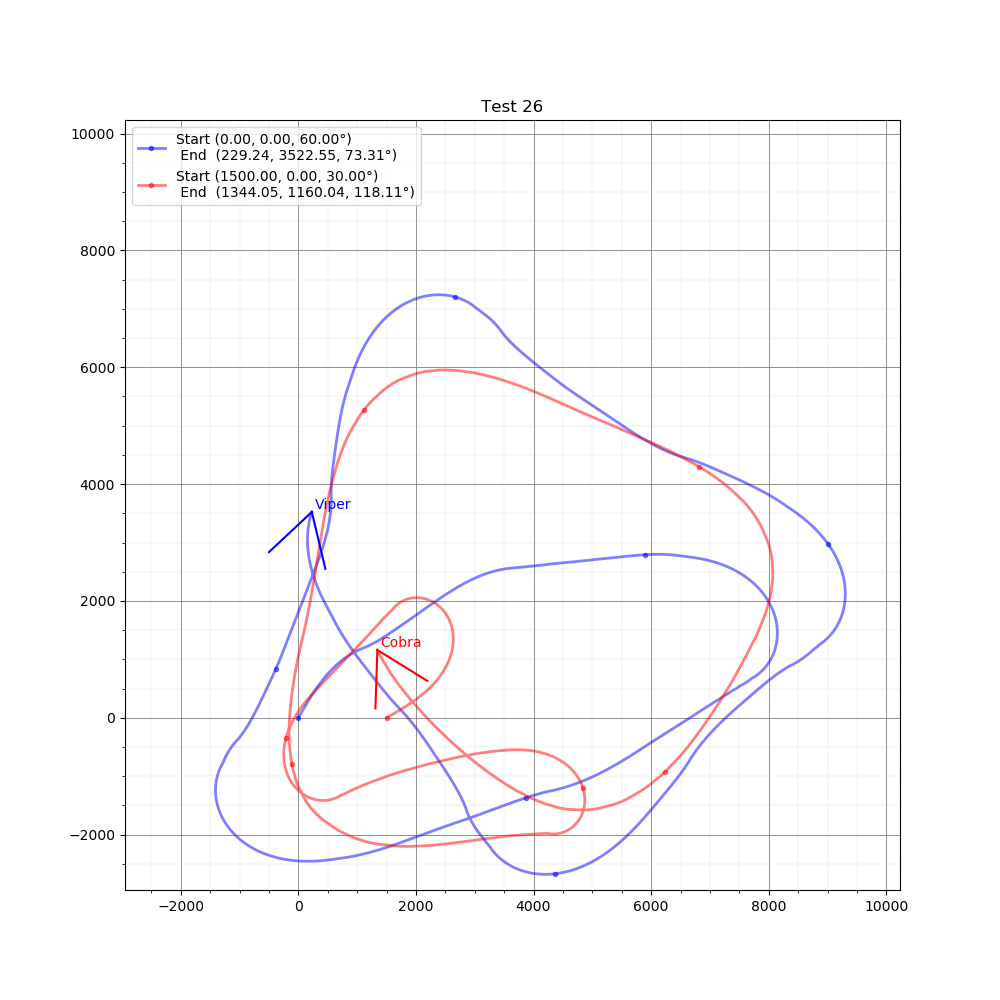 Test 26
Start (0.00, 0.00, 60.00°)
End  (229.24, 3522.55, 73.31°)
Start (1500.00, 0.00, 30.00°)
End  (1344.05, 1160.04, 118.11°)
10000
8000
6000
4000
2000
0
−2000
Viper
Cobra
−2000 0 2000 4000 6000 8000 10000